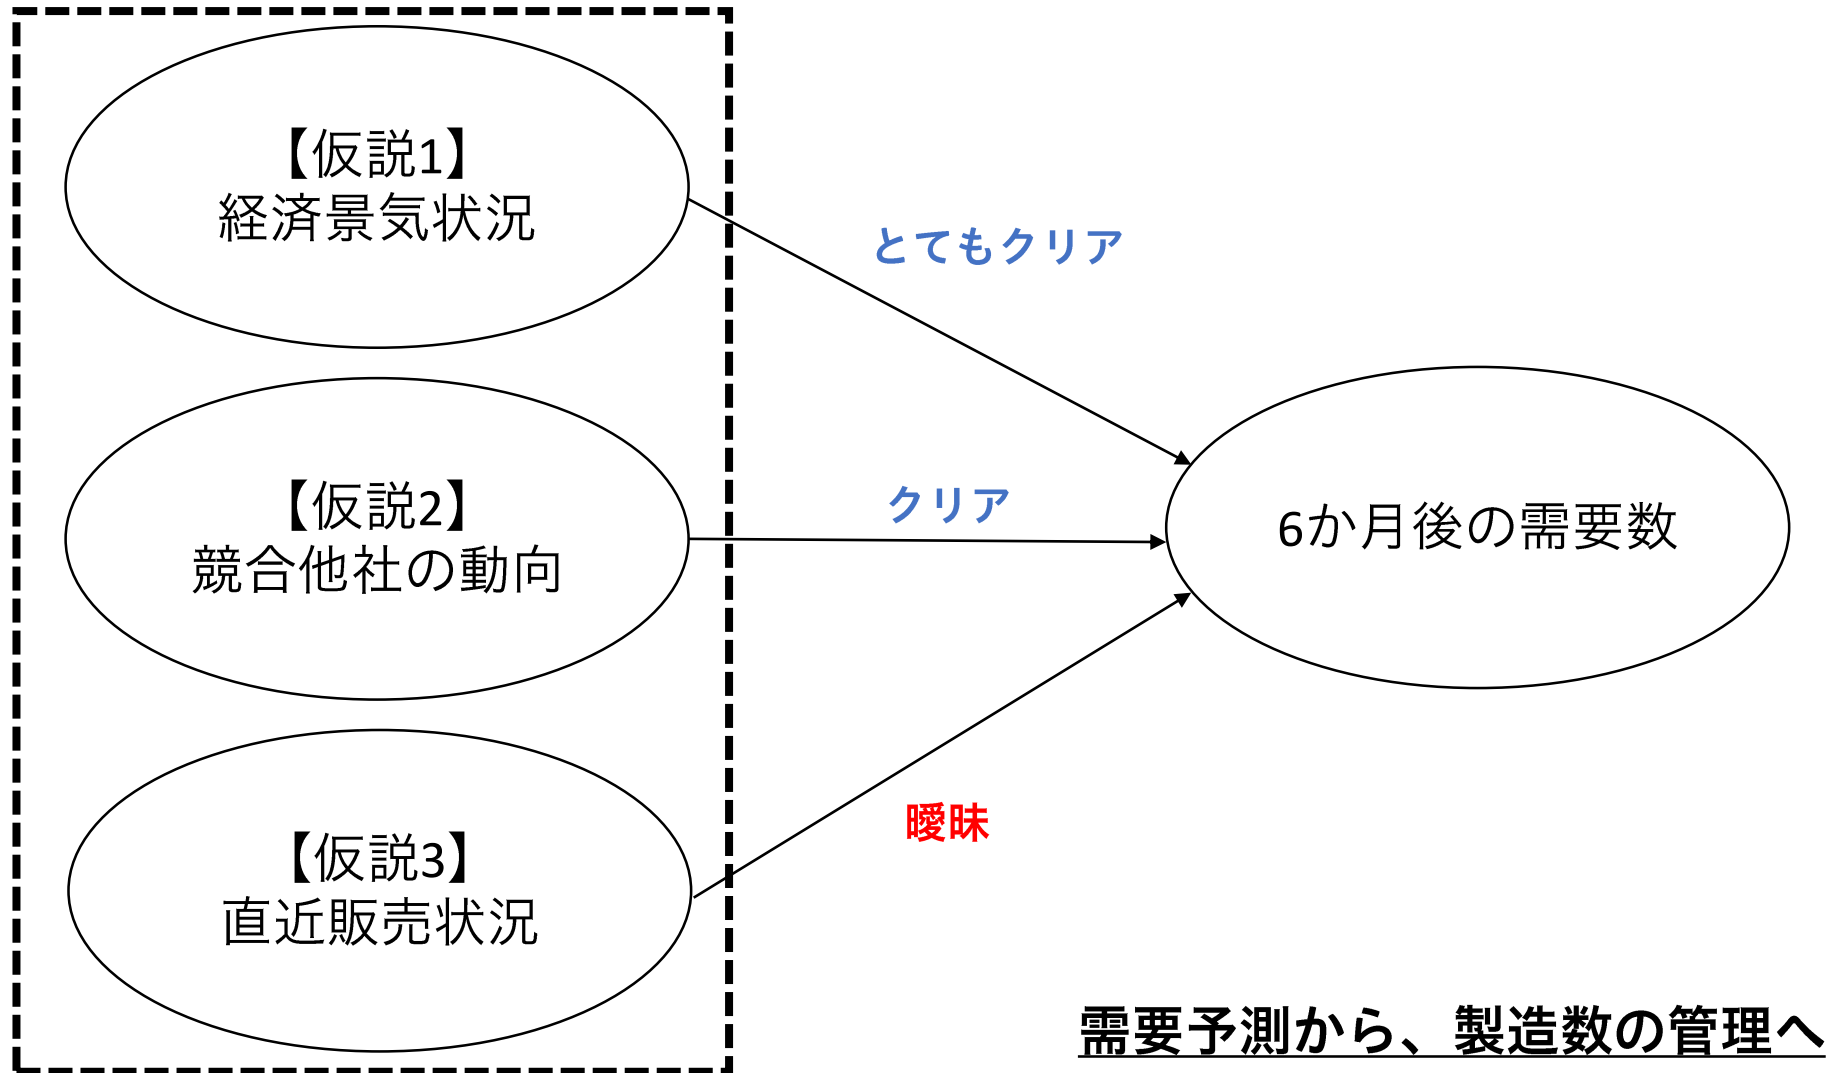 【仮説1】
経済景気状況
とてもクリア
【仮説2】
競合他社の動向
クリア
6か月後の需要数
【仮説3】
直近販売状況
曖昧
需要予測から、製造数の管理へ